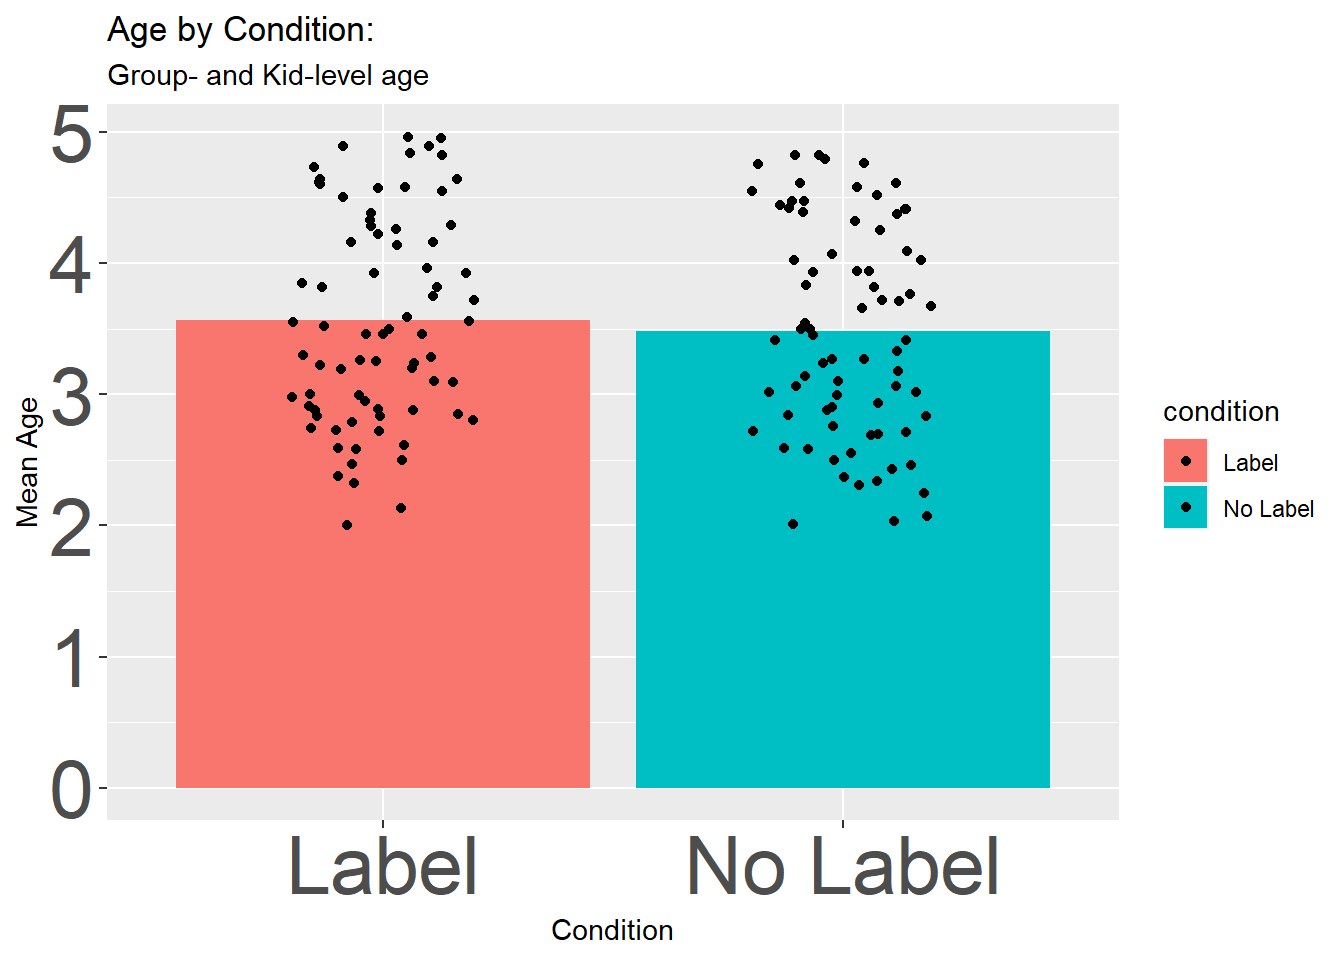 Age by Condition:
Group- and Kid-level age
5
4
3
2
1
0
Mean Age
Label
No Label
Condition
condition
Label
No Label